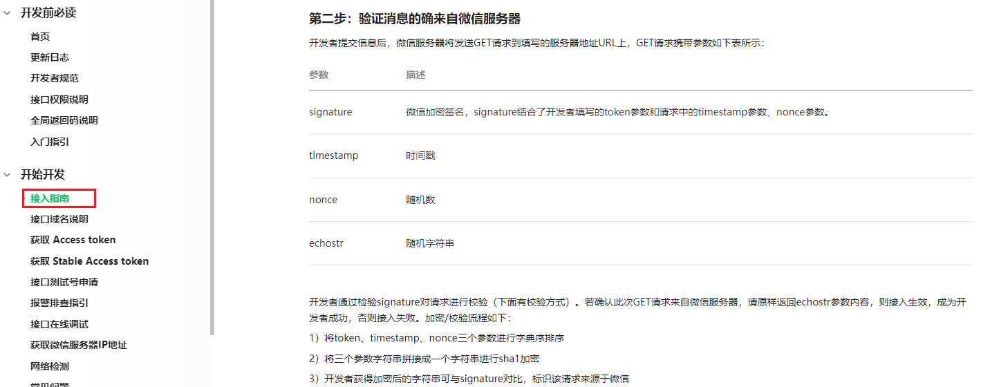 开发前必读
首页
更新日志
开发者规范
接口权限说明
全局返回码说明
入门指引
开始开发
接入指南
接口域名说明
获取 Access token
获取 Stable Access token
接口测试号申请
报警排查指引
接口在线调试
获取微信服务器IP地址
网络检测
常见问题
第二步：验证消息的确来自微信服务器
开发者提交信息后，微信服务器将发送GET请求到填写的服务器地址URL上，GET请求携带参数如下表所示：
参数 描述
signature 微信加密签名，signature结合了开发者填写的token参数和请求中的timestamp参数、nonce参数。
timestamp 时间戳
nonce 随机数
echostr 随机字符串
开发者通过检验signature对请求进行校验（下面有校验方式）。若确认此次GET请求来自微信服务器，请原样返回echostr参数内容，则接入生效，成为开
发者成功，否则接入失败。加密/校验流程如下：
1）将token、timestamp、nonce三个参数进行字典序排序
2）将三个参数字符串拼接成一个字符串进行sha1加密
3）开发者获得加密后的字符串可与signature对比，标识该请求来源于微信